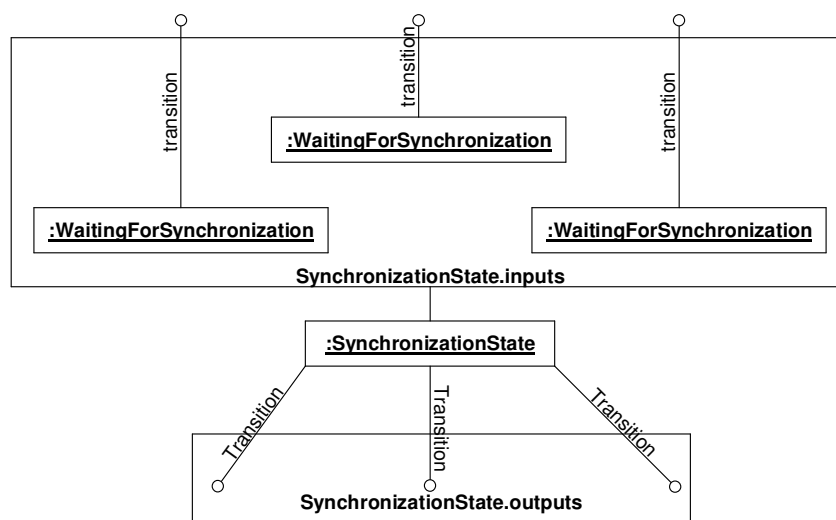 transition
transition
transition
:WaitingForSynchronization
:WaitingForSynchronization
:WaitingForSynchronization
SynchronizationState.inputs
:SynchronizationState
Transition
Transition
Transition
SynchronizationState.outputs